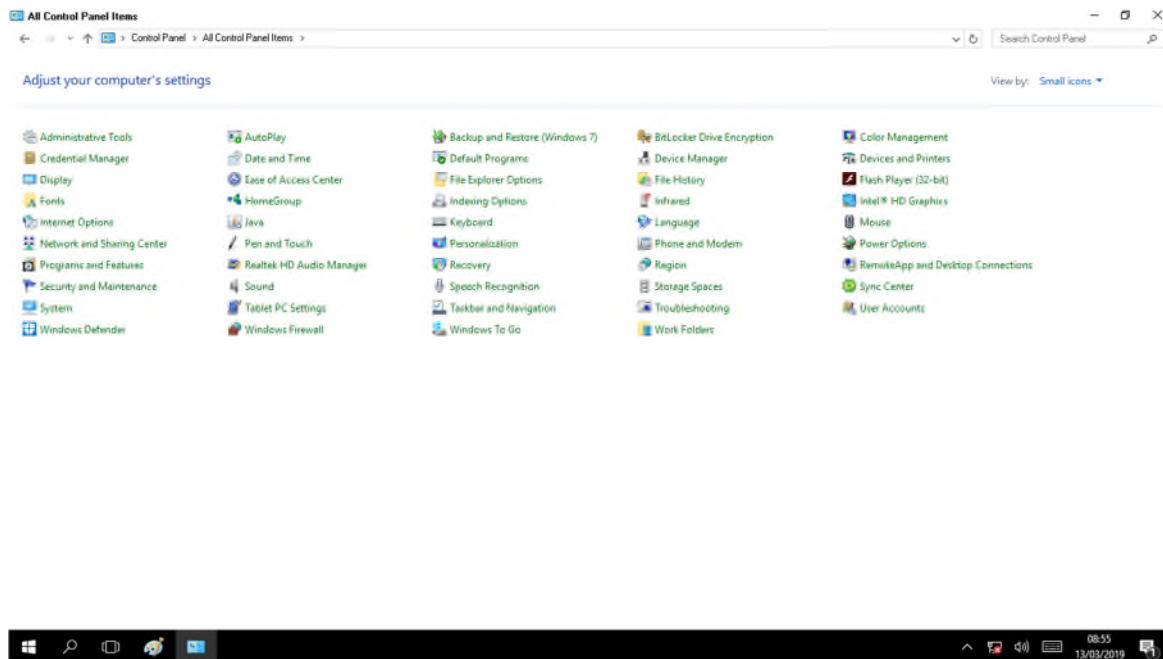 All Control Panel Items
Control Panel > All Control Panel Items >
Search Control Panel
Adjust your computer's settings
View by: Small icons
Administrative Tools AutoPlay Backup and Restore (Windows 7) BitLocker Drive Encryption Color Management
Credential Manager Date and Time Default Programs Device Manager Devices and Printers
Display Ease of Access Center File Explorer Options File History Flash Player (32-bit)
Fonts HomeGroup Indexing Options Infrared Intel® HD Graphics
Internet Options Java Keyboard Language Mouse
Network and Sharing Center Pen and Touch Personalization Phone and Modem Power Options
Programs and Features Realtek HD Audio Manager Recovery Region RemoteApp and Desktop Connections
Security and Maintenance Sound Speech Recognition Storage Spaces Sync Center
System Tablet PC Settings Taskbar and Navigation Troubleshooting User Accounts
Windows Defender Windows Firewall Windows To Go Work Folders
08:55
13/03/2019
1